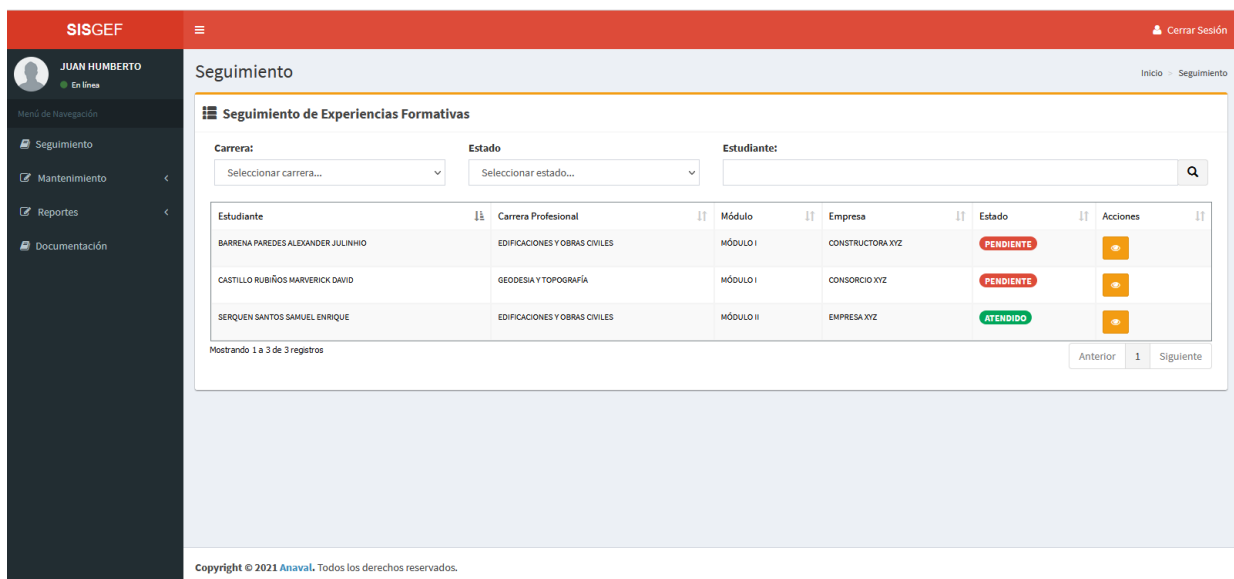 SISGEF
Cerrar Sesión
JUAN HUMBERTO
En línea
Menú de Navegación
Seguimiento
Mantenimiento
Reportes
Documentación
Seguimiento
Inicio > Seguimiento
Seguimiento de Experiencias Formativas
Carrera: Estado Estudiante:
Seleccionar carrera... Seleccionar estado...
Estudiante Carrera Profesional Módulo Empresa Estado Acciones
BARRENA PAREDES ALEXANDER JULINHIO EDIFICACIONES Y OBRAS CIVILES MÓDULO I CONSTRUCTORA XYZ PENDIENTE
CASTILLO RUBIÑOS MARVERICK DAVID GEODESIA Y TOPOGRAFÍA MÓDULO I CONSORCIO XYZ PENDIENTE
SERQUEN SANTOS SAMUEL ENRIQUE EDIFICACIONES Y OBRAS CIVILES MÓDULO II EMPRESA XYZ ATENDIDO
Mostrando 1 a 3 de 3 registros
Anterior 1 Siguiente
Copyright © 2021 Anaval. Todos los derechos reservados.